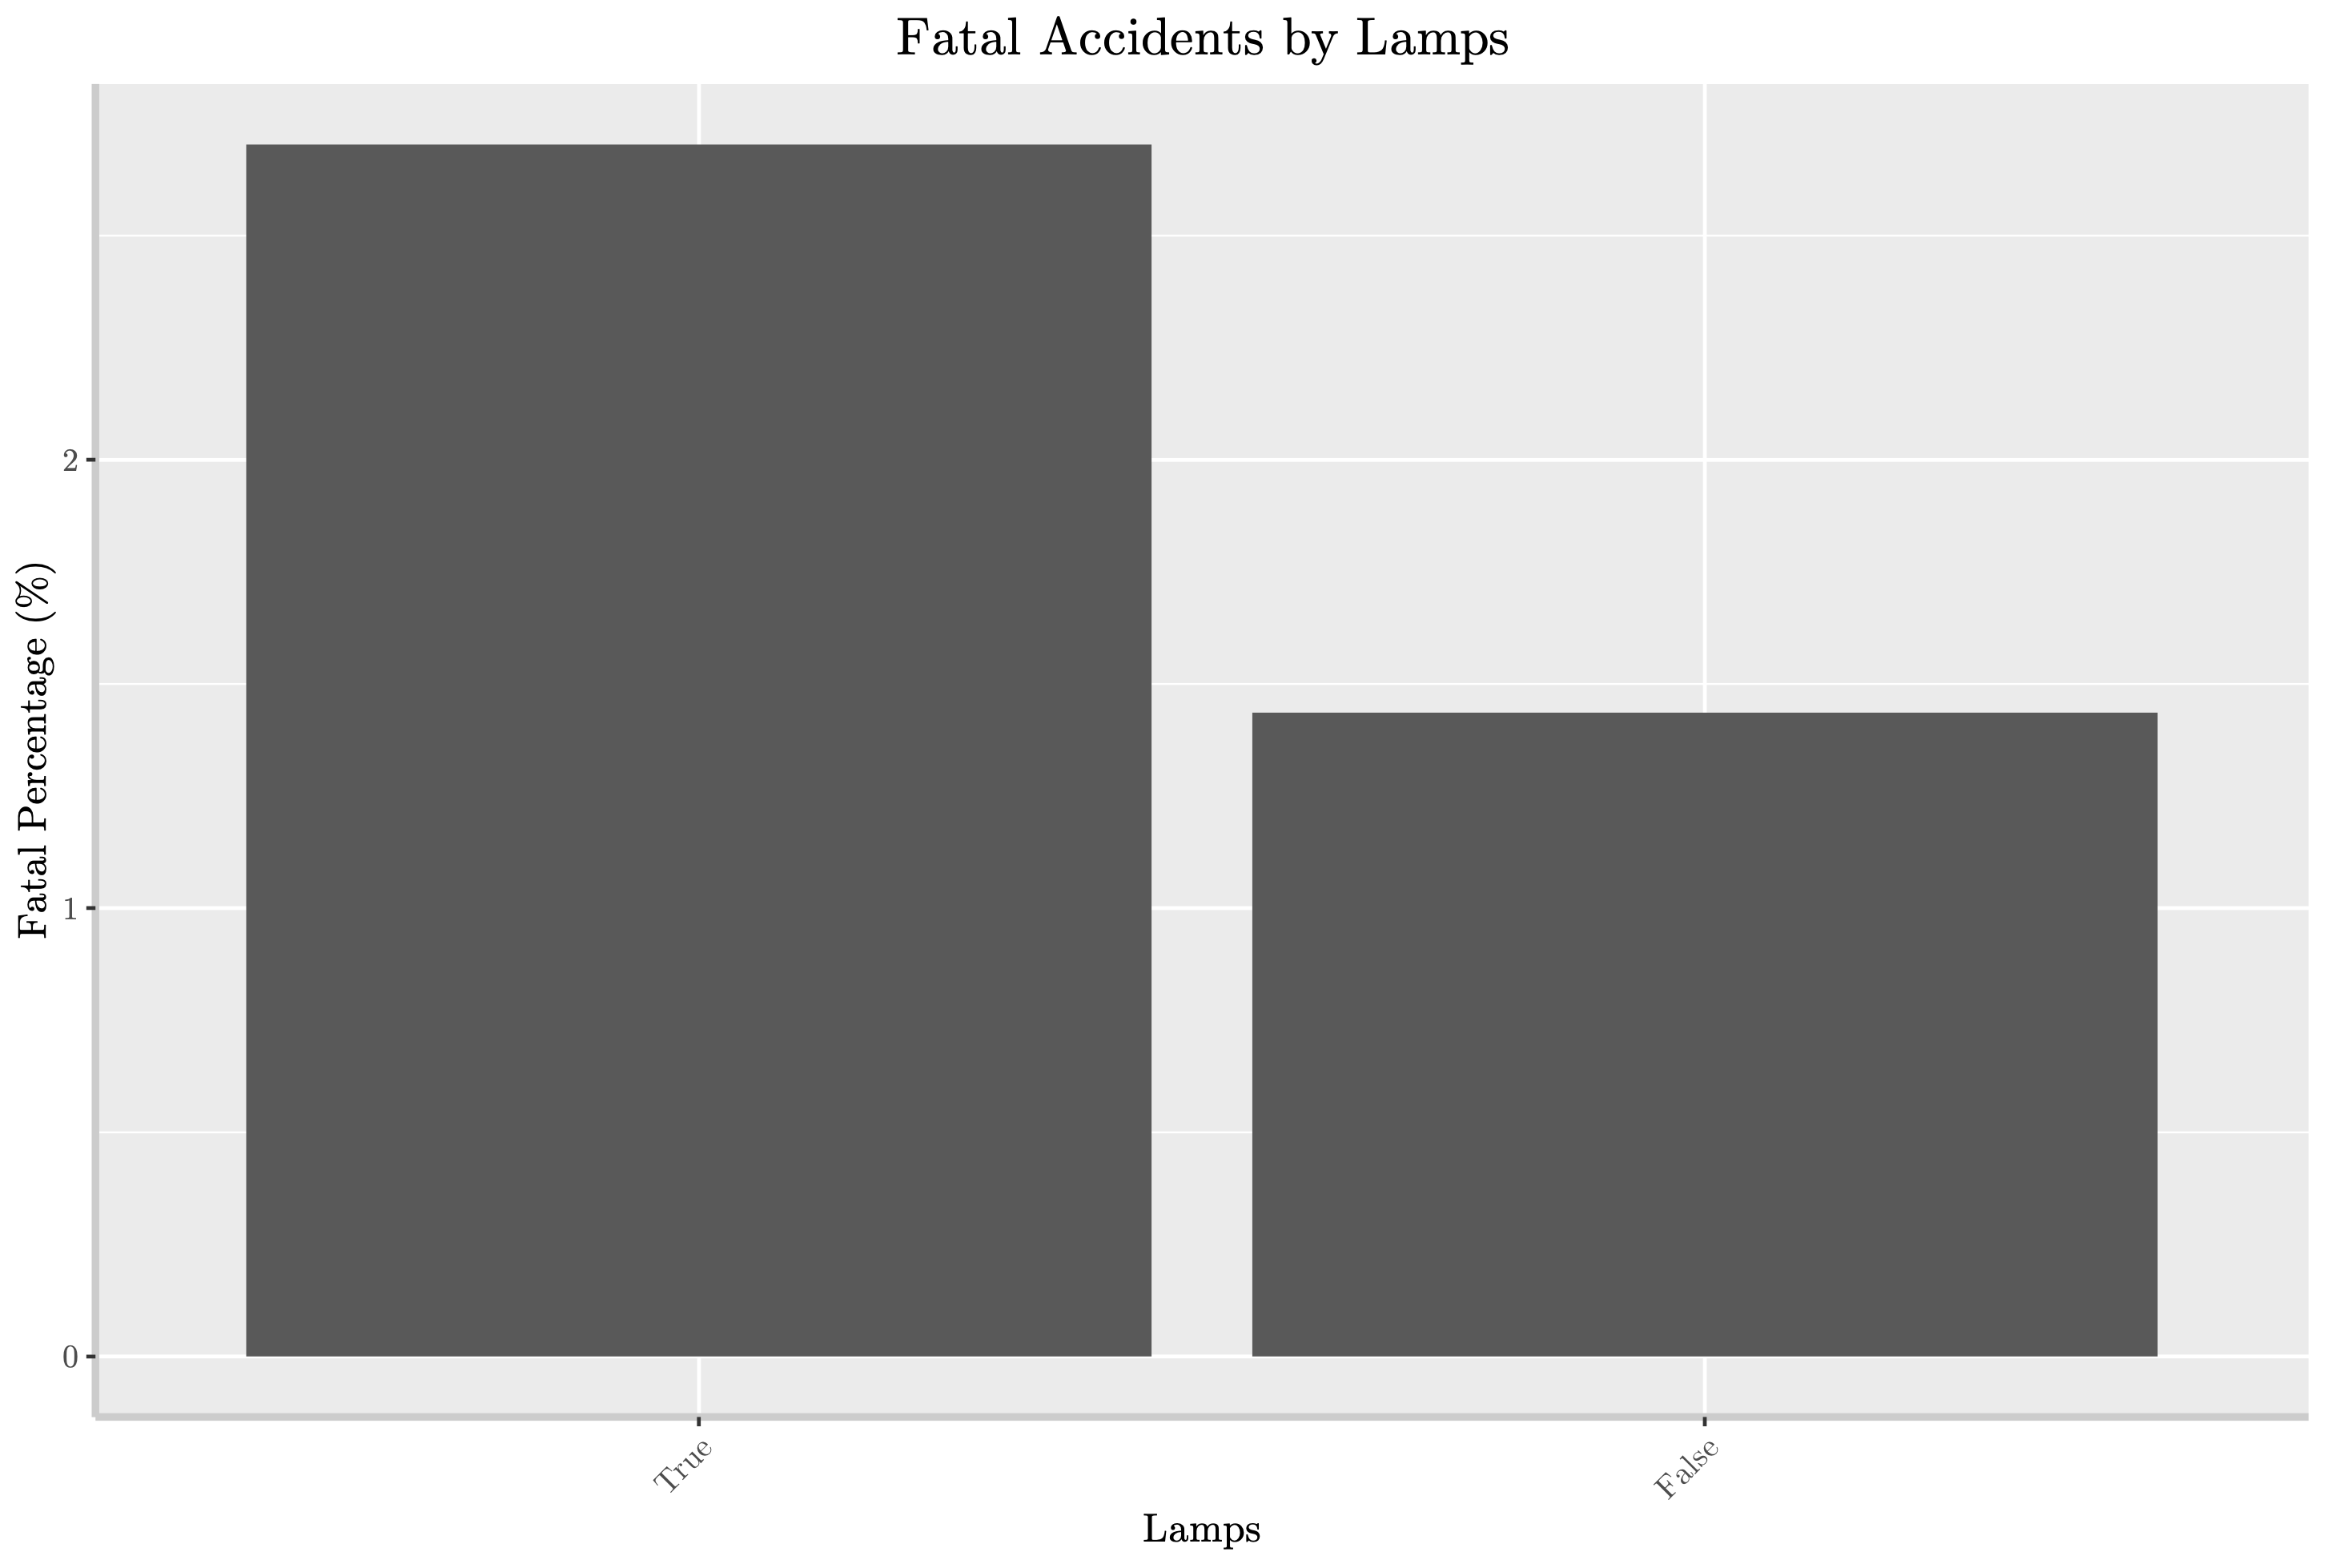 Fatal Accidents by Lamps
Fatal Percentage (%)
2
1
0
True
False
Lamps